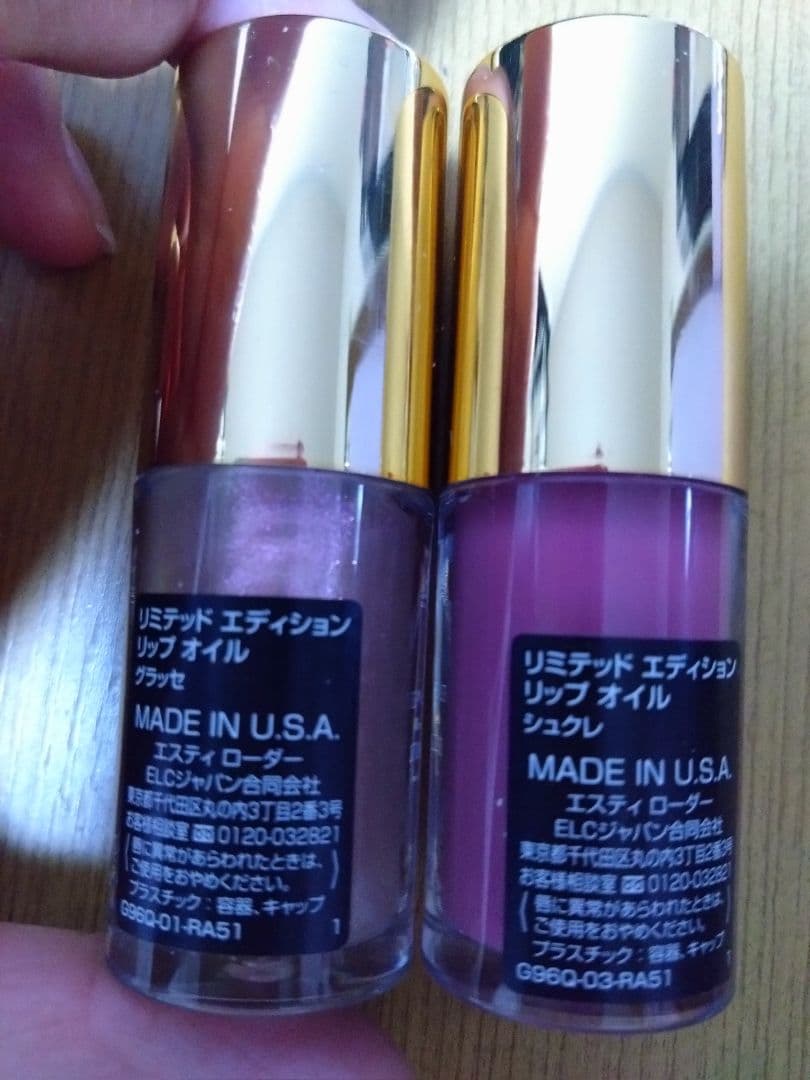 リミテッド エディション
リップ オイル
グラッセ
MADE IN U.S.A.
エスティ ローダー
ELCジャパン合同会社
東京都千代田区丸の内3丁目2番3号
お客様相談室 0120-032821
(唇に異常があらわれたときは、
ご使用をおやめください。)
プラスチック:容器、キャップ
G96Q-01-RA51 1
リミテッド エディション
リップ オイル
シュクレ
MADE IN U.S.A.
エスティ ローダー
ELCジャパン合同会社
東京都千代田区丸の内3丁目2番3号
お客様相談室 0120-032821
(唇に異常があらわれたときは、
ご使用をおやめください。)
プラスチック:容器、キャップ
G96Q-03-RA51 1